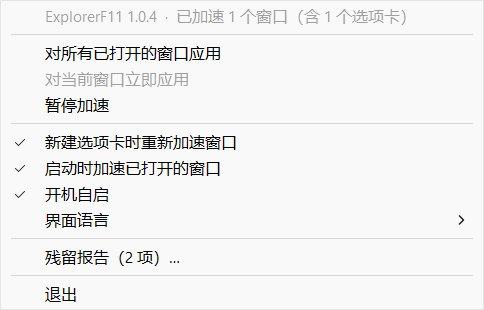 ExplorerF11 1.0.4 · 已加速 1 个窗口（含 1 个选项卡）
对所有已打开的窗口应用
对当前窗口立即应用
暂停加速
新建选项卡时重新加速窗口
启动时加速已打开的窗口
开机自启
界面语言
残留报告（2 项）...
退出